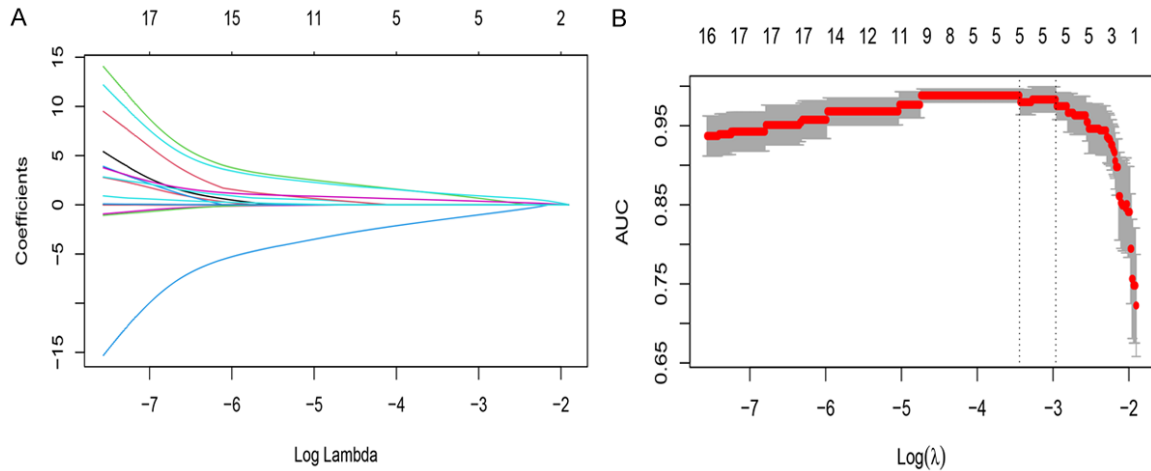 A
17 15 11 5 5 2
15
10
5
0
-5
-15
Coefficients
-7 -6 -5 -4 -3 -2
Log Lambda
B
16 17 17 17 14 12 11 9 8 5 5 5 5 5 5 3 1
0.95
0.85
0.75
0.65
AUC
-7 -6 -5 -4 -3 -2
Log(λ)